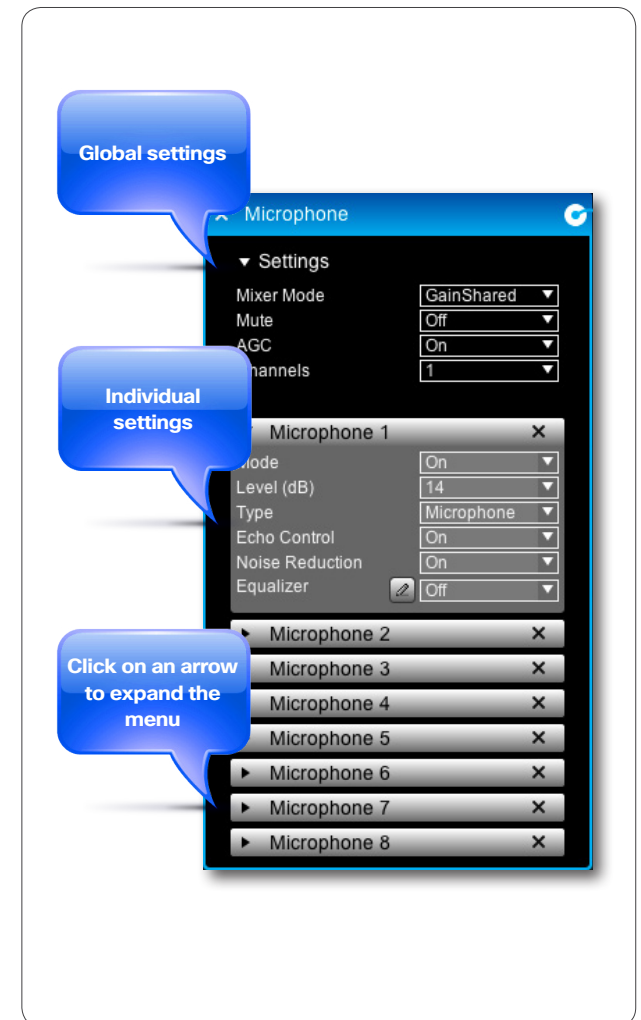 Global settings
Microphone
Settings
Mixer Mode GainShared
Mute Off
AGC On
hannels 1
Individual
settings
Microphone 1
Mode On
Level (dB) 14
Type Microphone
Echo Control On
Noise Reduction On
Equalizer Off
Click on an arrow
to expand the
menu
Microphone 2
Microphone 3
Microphone 4
Microphone 5
Microphone 6
Microphone 7
Microphone 8